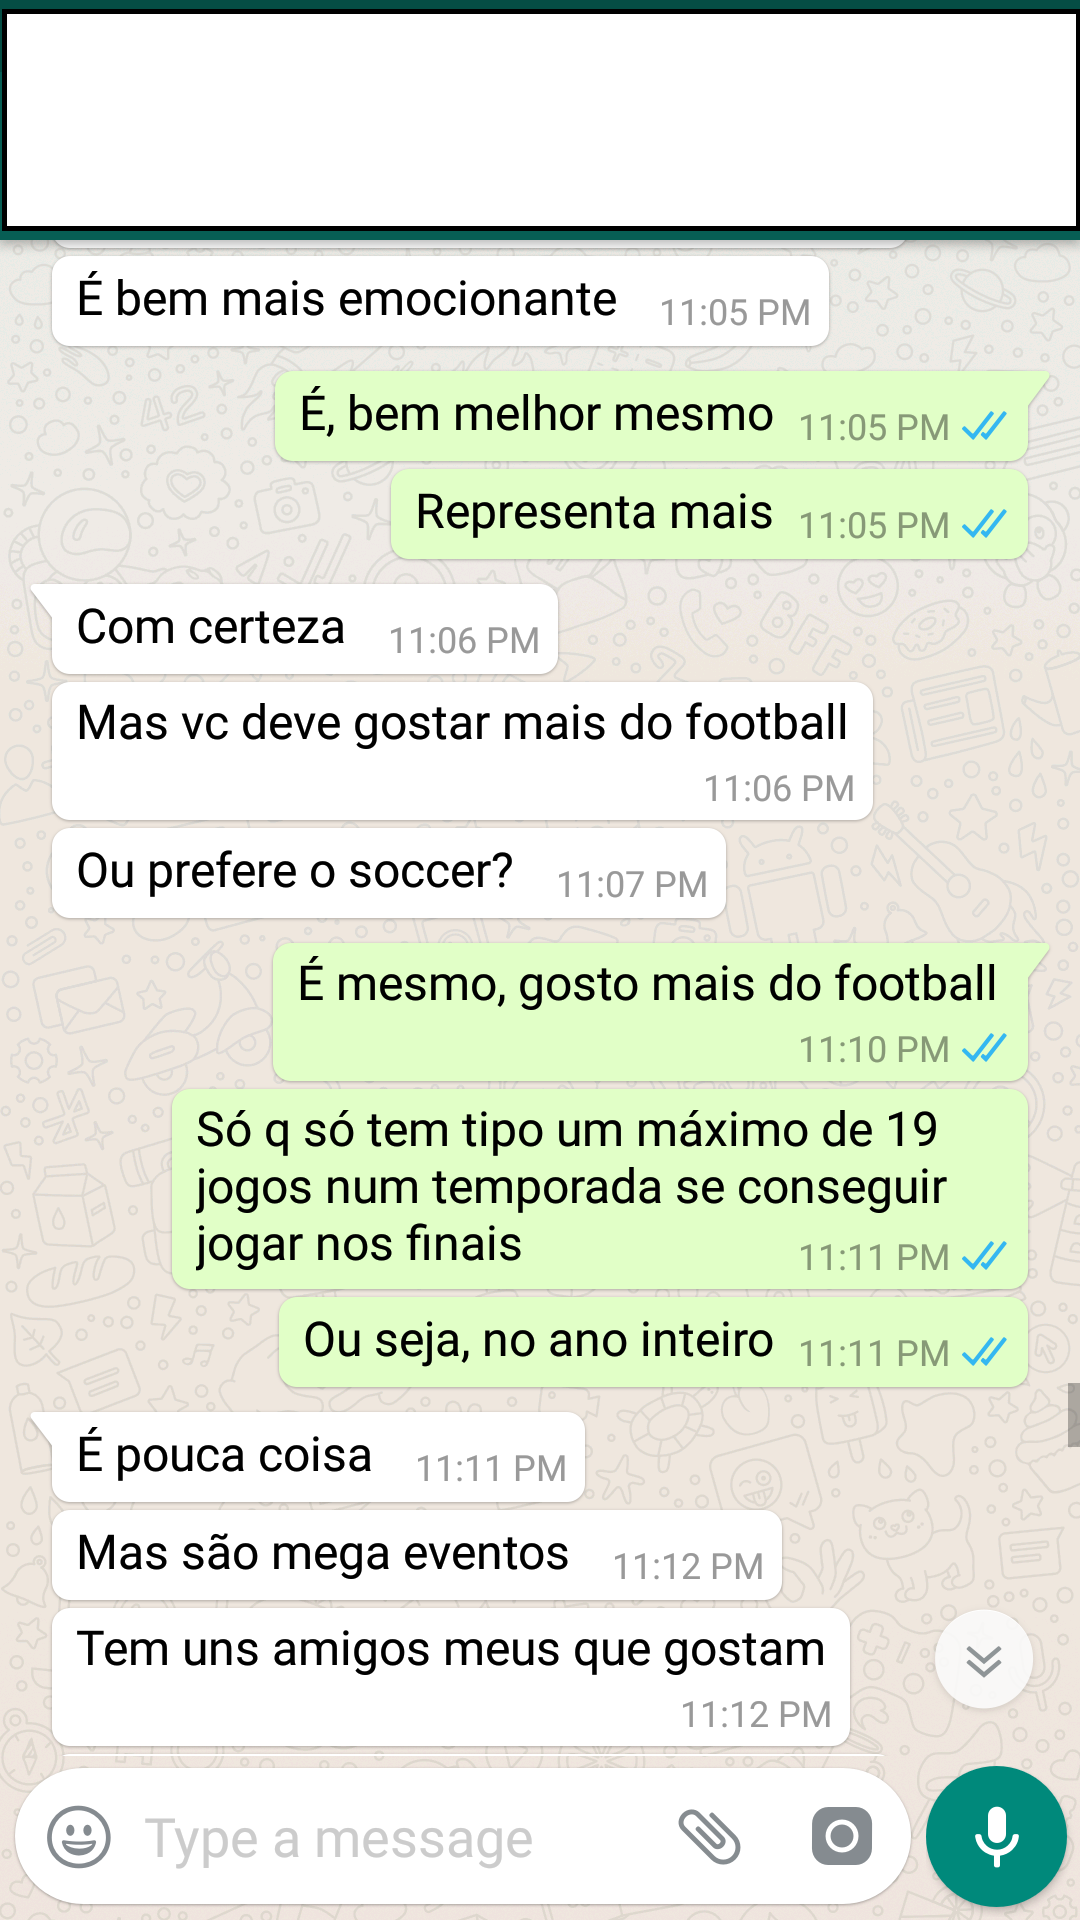 É bem mais emocionante 11:05 PM
É, bem melhor mesmo 11:05 PM
Representa mais 11:05 PM
Com certeza 11:06 PM
Mas vc deve gostar mais do football
11:06 PM
Ou prefere o soccer? 11:07 PM
É mesmo, gosto mais do football
11:10 PM
Só q só tem tipo um máximo de 19
jogos num temporada se conseguir
jogar nos finais 11:11 PM
Ou seja, no ano inteiro 11:11 PM
É pouca coisa 11:11 PM
Mas são mega eventos 11:12 PM
Tem uns amigos meus que gostam
11:12 PM
Type a message